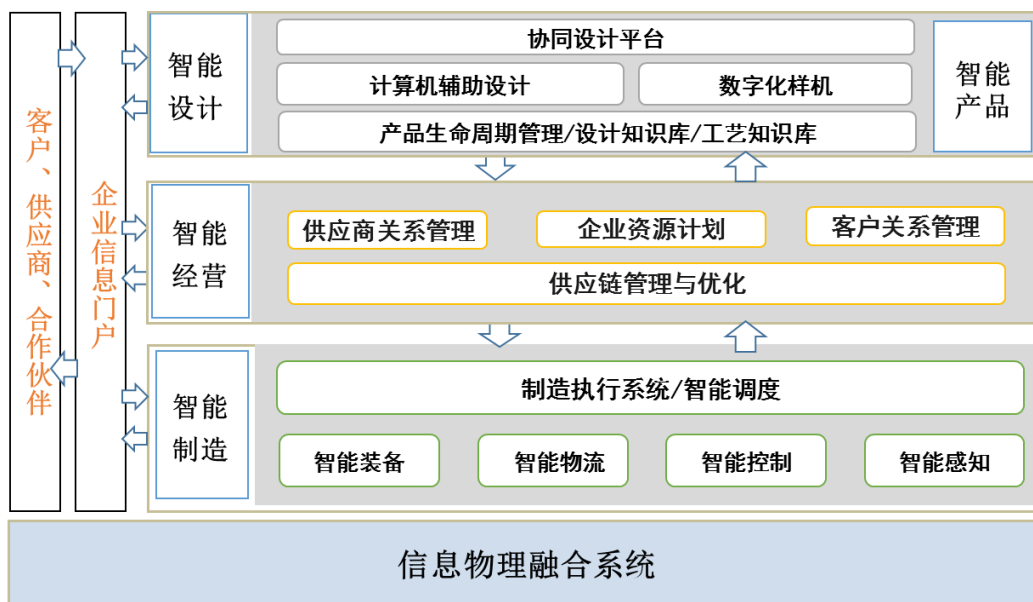 客户、供应商、合作伙伴
企业信息门户
智能
设计
协同设计平台
计算机辅助设计
数字化样机
产品生命周期管理/设计知识库/工艺知识库
智能
产品
智能
经营
供应商关系管理
企业资源计划
客户关系管理
供应链管理与优化
智能
制造
制造执行系统/智能调度
智能装备
智能物流
智能控制
智能感知
信息物理融合系统